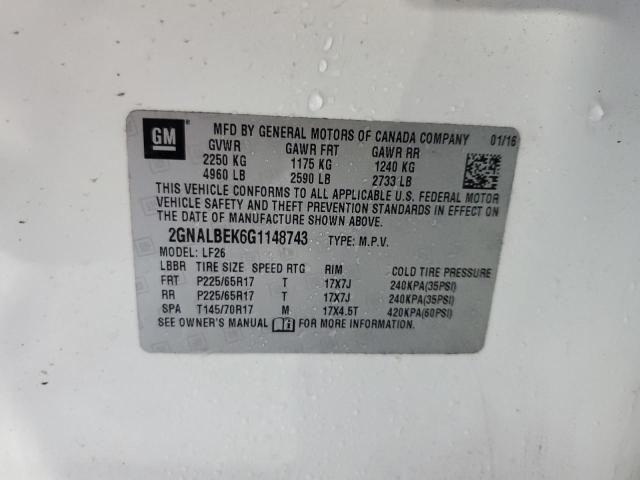 GM
MFD BY GENERAL MOTORS OF CANADA COMPANY 01/16
GVWR GAWR FRT GAWR RR
2250 KG 1175 KG 1240 KG
4960 LB 2590 LB 2733 LB
THIS VEHICLE CONFORMS TO ALL APPLICABLE U.S. FEDERAL MOTOR
VEHICLE SAFETY AND THEFT PREVENTION STANDARDS IN EFFECT ON
THE DATE OF MANUFACTURE SHOWN ABOVE.
2GNALBEK6G1148743 TYPE: M.P.V.
MODEL: LF26
LBBR TIRE SIZE SPEED RTG RIM COLD TIRE PRESSURE
FRT P225/65R17 T 17X7J 240KPA(35PSI)
RR P225/65R17 T 17X7J 240KPA(35PSI)
SPA T145/70R17 M 17X4.5T 420KPA(60PSI)
SEE OWNER'S MANUAL FOR MORE INFORMATION.